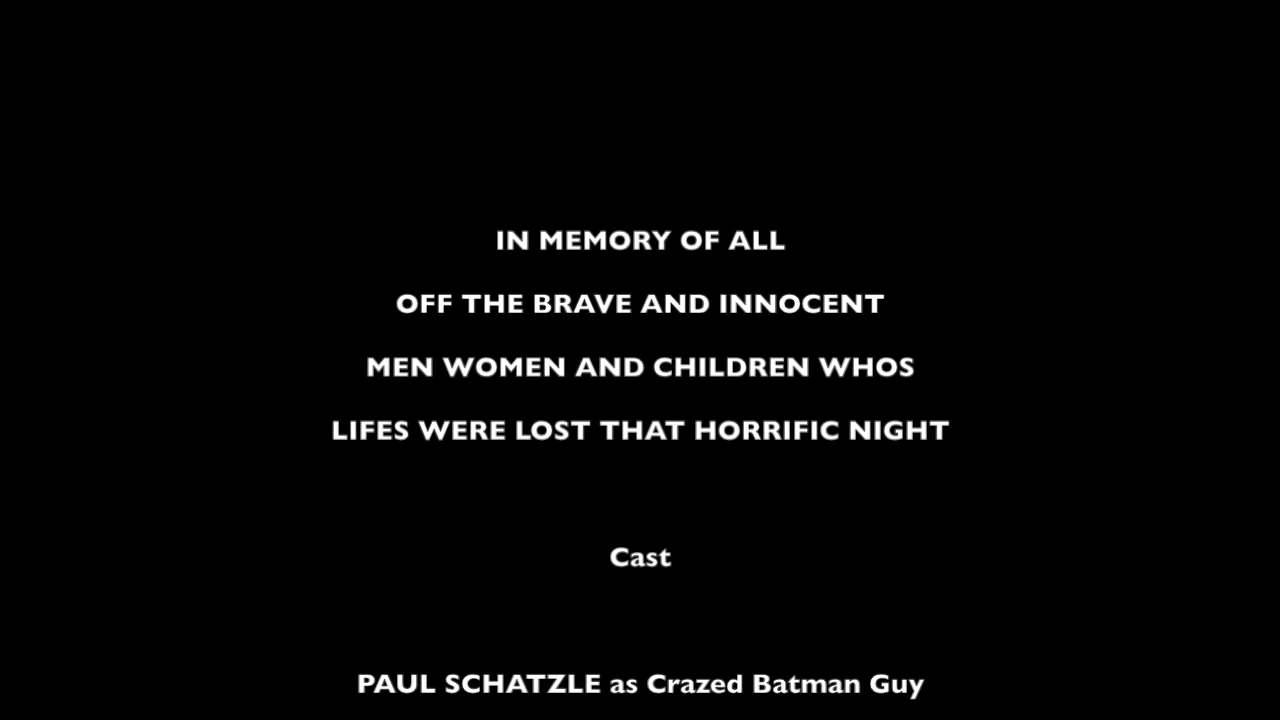 IN MEMORY OF ALL
OFF THE BRAVE AND INNOCENT
MEN WOMEN AND CHILDREN WHOS
LIFES WERE LOST THAT HORRIFIC NIGHT
Cast
PAUL SCHATZLE as Crazed Batman Guy